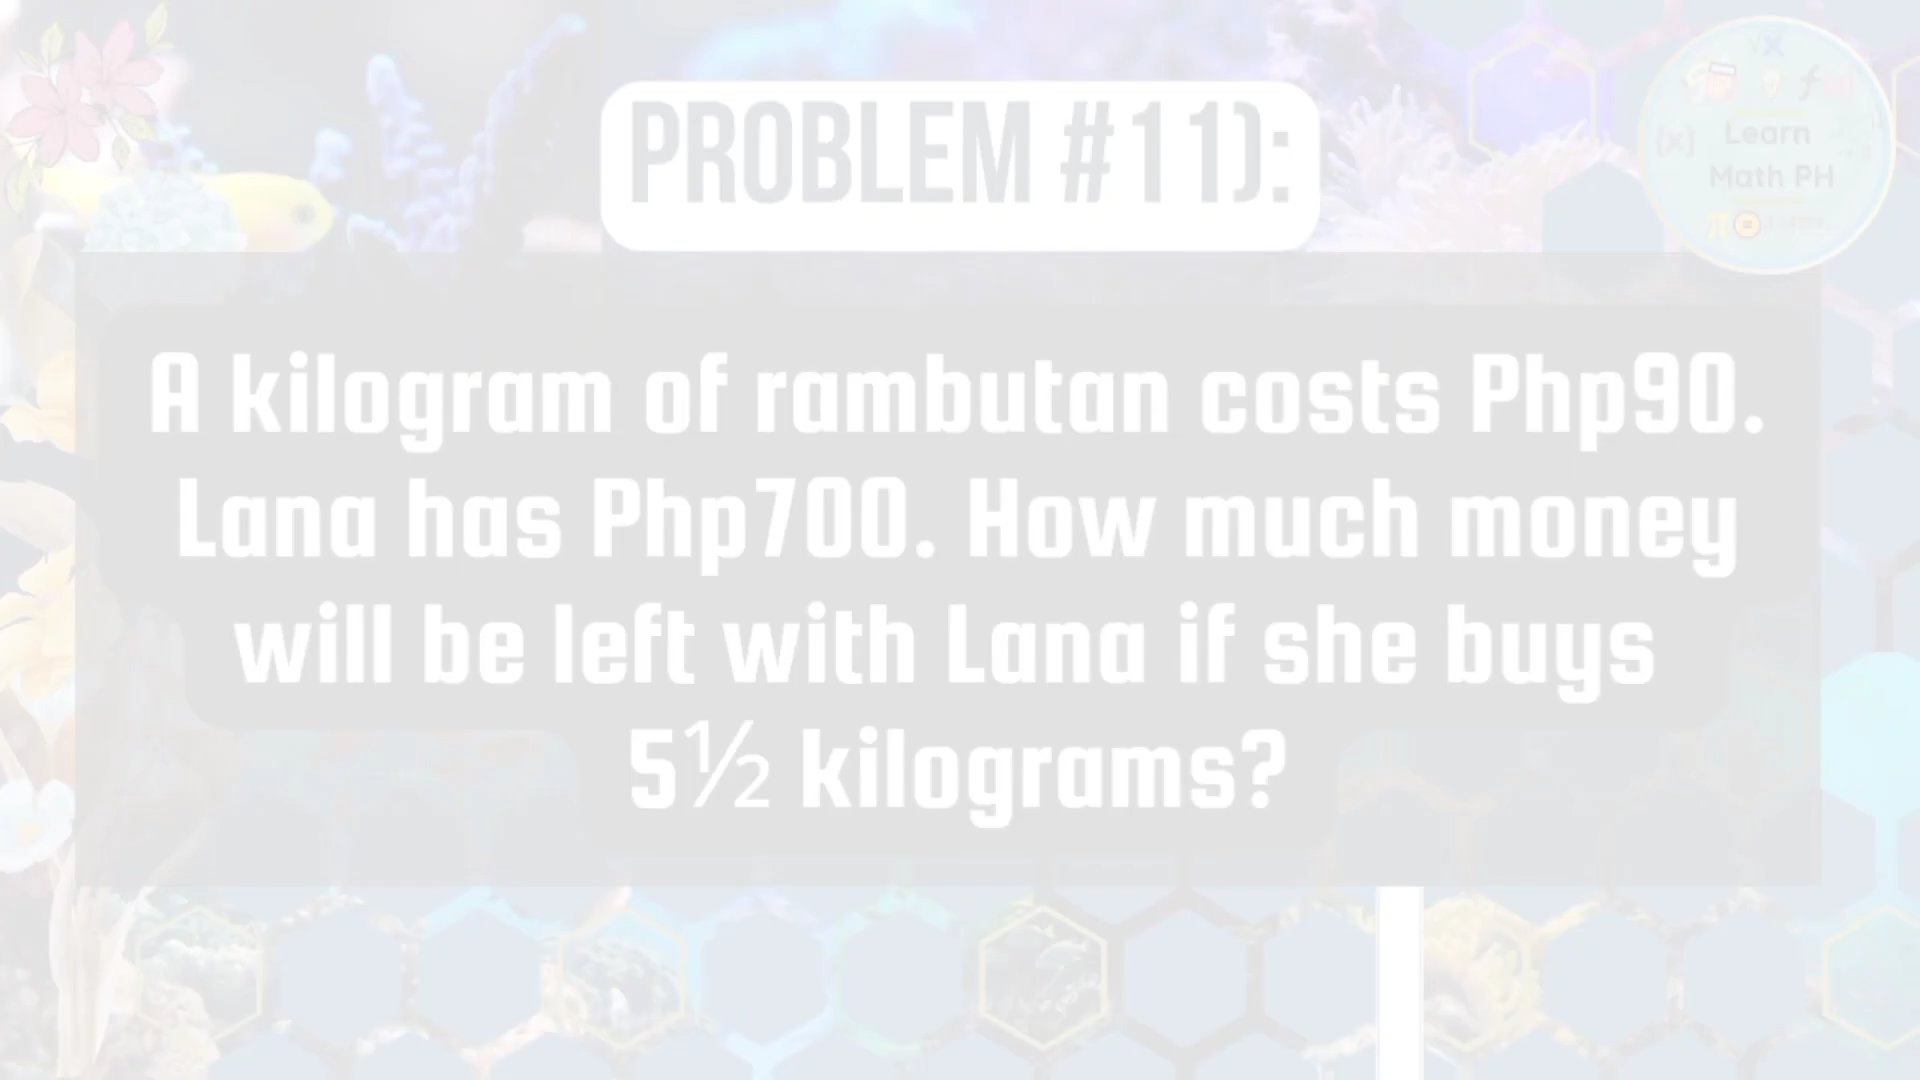 PROBLEM #11):
Learn
Math PH
A kilogram of rambutan costs Php90.
Lana has Php700. How much money
will be left with Lana if she buys
5½ kilograms?